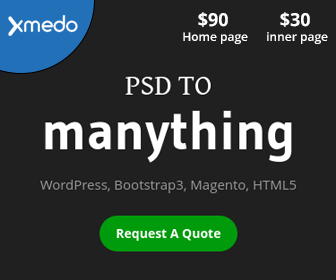 xmedo
$90
Home page
$30
inner page
PSD TO
manything
WordPress, Bootstrap3, Magento, HTML5
Request A Quote